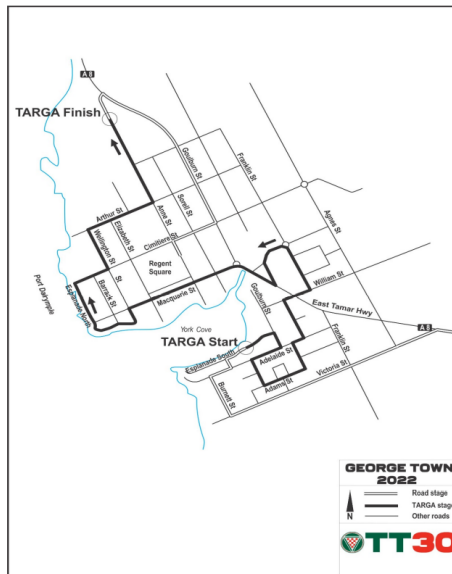 A8
TARGA Finish
Goulburn St
Franklin St
Arthur St
Anne St
Sorell St
Agnes St
Wellington St
Elizabeth St
Cimitiere St
Regent
Square
William St
Port Dalrymple
Esplanade North
Barrack St
Macquarie St
Goulburn St
East Tamar Hwy
York Cove
TARGA Start
A8
Franklin St
Esplanade South
Adelaide St
Victoria St
Adams St
Burnett St
GEORGE TOWN
2022
Road stage
TARGA stage
Other roads
N
TT30